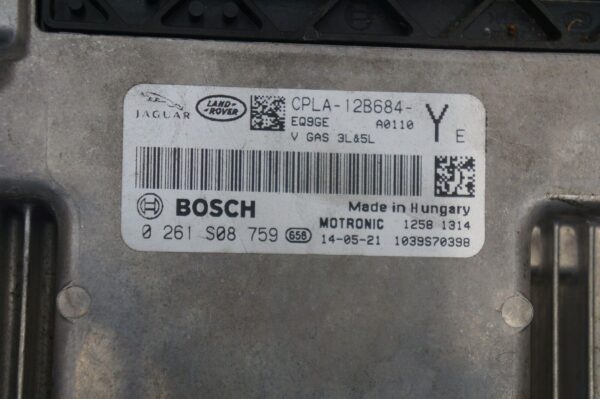 JAGUAR
LAND-
ROVER
CPLA-12B684-
EQ9GE A0110
V GAS 3L&5L
Y E
BOSCH
Made in Hungary
MOTRONIC 1258 1314
0 261 S08 759 658 14-05-21 1039S70398